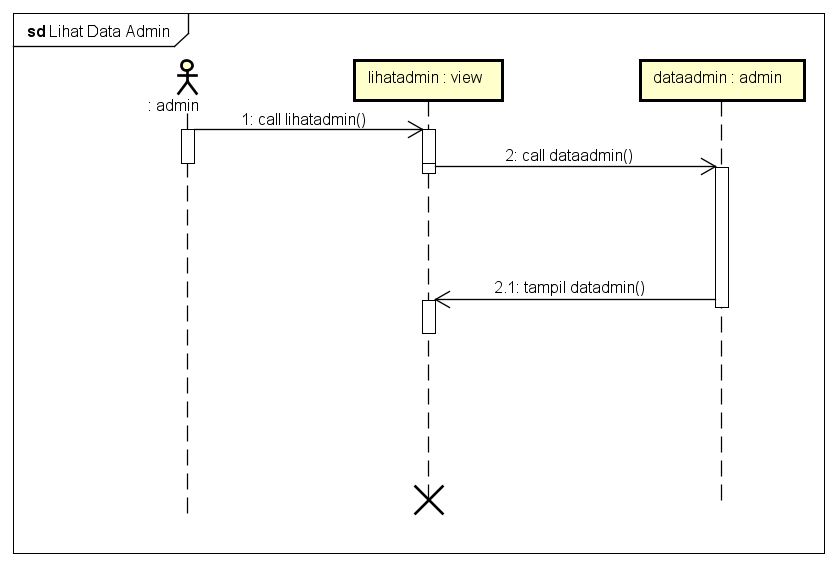 sd Lihat Data Admin
: admin
lihatadmin : view
dataadmin : admin
1: call lihatadmin()
2: call dataadmin()
2.1: tampil datadmin()